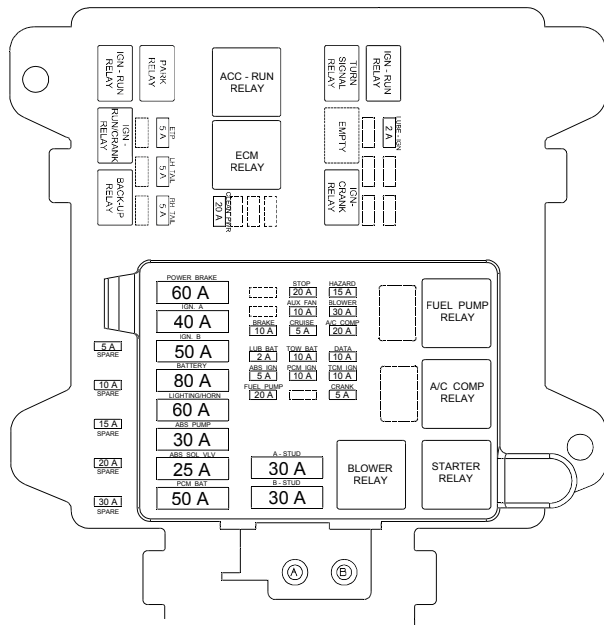 IGN - RUN
RELAY
PARK
RELAY
ACC - RUN
RELAY
TURN
SIGNAL
RELAY
IGN - RUN
RELAY
IGN -
RUN/CRANK
RELAY
5 A
ETP
ECM
RELAY
EMPTY
2 A
LUBE - IGN
5 A
LH TAIL
BACK-UP
RELAY
5 A
RH TAIL
20 A
IGN-
CRANK
RELAY
POWER BRAKE
60 A
IGN. A
40 A
IGN. B
50 A
BATTERY
80 A
LIGHTING/HORN
60 A
ABS PUMP
30 A
ABS SOL VLV
25 A
PCM BAT
50 A
5 A
SPARE
10 A
SPARE
15 A
SPARE
20 A
SPARE
30 A
SPARE
STOP
20 A
HAZARD
15 A
AUX FAN
10 A
BLOWER
30 A
BRAKE
10 A
CRUISE
5 A
A/C COMP
20 A
LUB BAT
2 A
TOW BAT
10 A
DATA
10 A
ABS IGN
5 A
PCM IGN
10 A
TCM IGN
10 A
FUEL PUMP
20 A
CRANK
5 A
A - STUD
30 A
B - STUD
30 A
FUEL PUMP
RELAY
A/C COMP
RELAY
BLOWER
RELAY
STARTER
RELAY
A
B